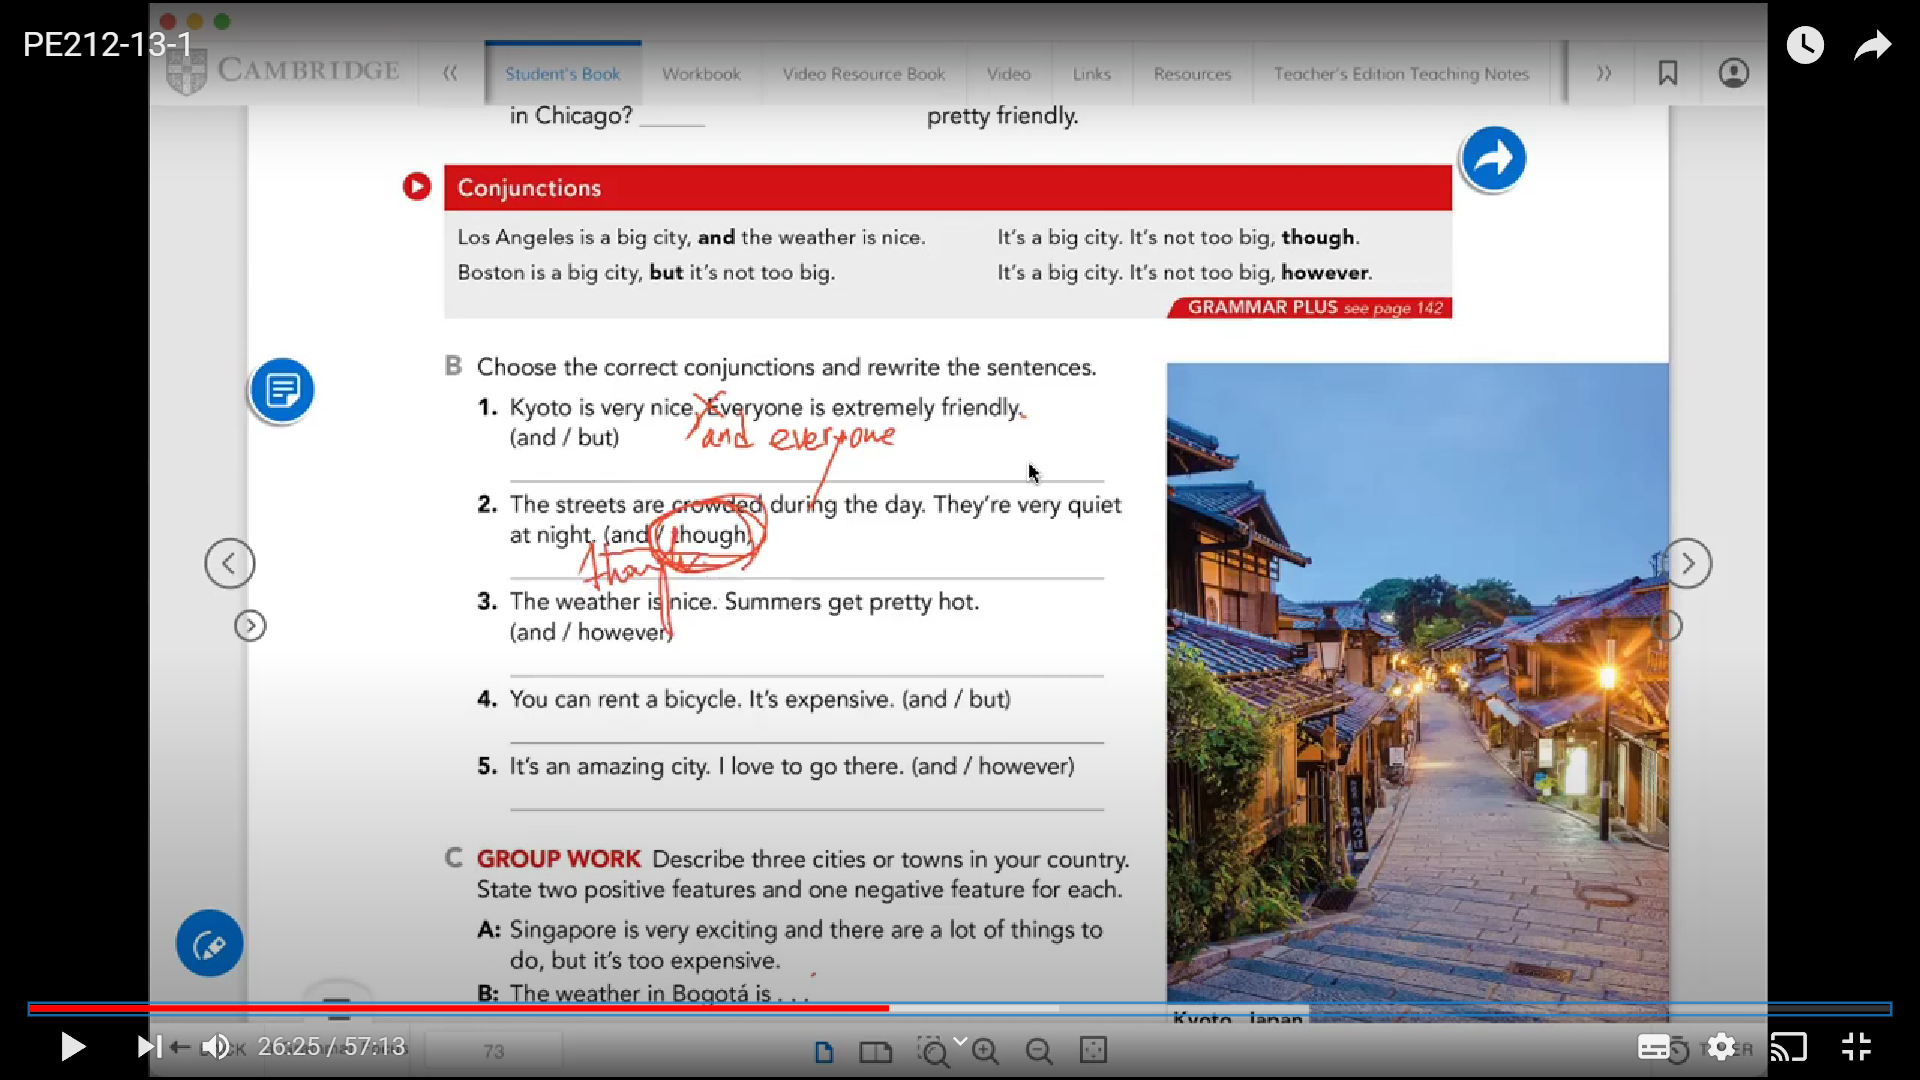 PE212-13-1
CAMBRIDGE
Student's Book
Workbook
Video Resource Book
Video
Links
Resources
Teacher's Edition Teaching Notes
in Chicago? ______
pretty friendly.
Conjunctions
Los Angeles is a big city, and the weather is nice.
Boston is a big city, but it's not too big.
It's a big city. It's not too big, though.
It's a big city. It's not too big, however.
GRAMMAR PLUS see page 142
B Choose the correct conjunctions and rewrite the sentences.
1. Kyoto is very nice. Everyone is extremely friendly.
(and / but)
and everyone
2. The streets are crowded during the day. They're very quiet
at night. (and / though)
though
3. The weather is nice. Summers get pretty hot.
(and / however)
4. You can rent a bicycle. It's expensive. (and / but)
5. It's an amazing city. I love to go there. (and / however)
C GROUP WORK Describe three cities or towns in your country.
State two positive features and one negative feature for each.
A: Singapore is very exciting and there are a lot of things to
do, but it's too expensive.
B: The weather in Bogotá is . . .
Kyoto, Japan
26:25 / 57:13
73